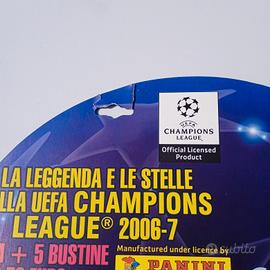 UEFA
CHAMPIONS
LEAGUE
Official Licensed
Product
LA LEGGENDA E LE STELLE
LLA UEFA CHAMPIONS
LEAGUE® 2006-7
+ 5 BUSTINE
Manufactured under licence by
PANINI
subito